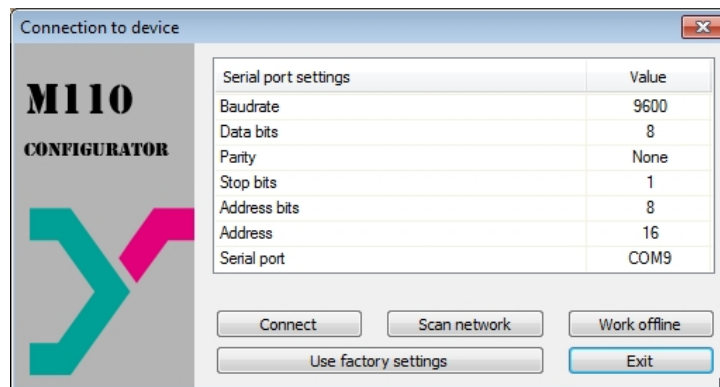 Connection to device
M110
CONFIGURATOR
Serial port settings Value
Baudrate 9600
Data bits 8
Parity None
Stop bits 1
Address bits 8
Address 16
Serial port COM9
Connect Scan network Work offline
Use factory settings Exit